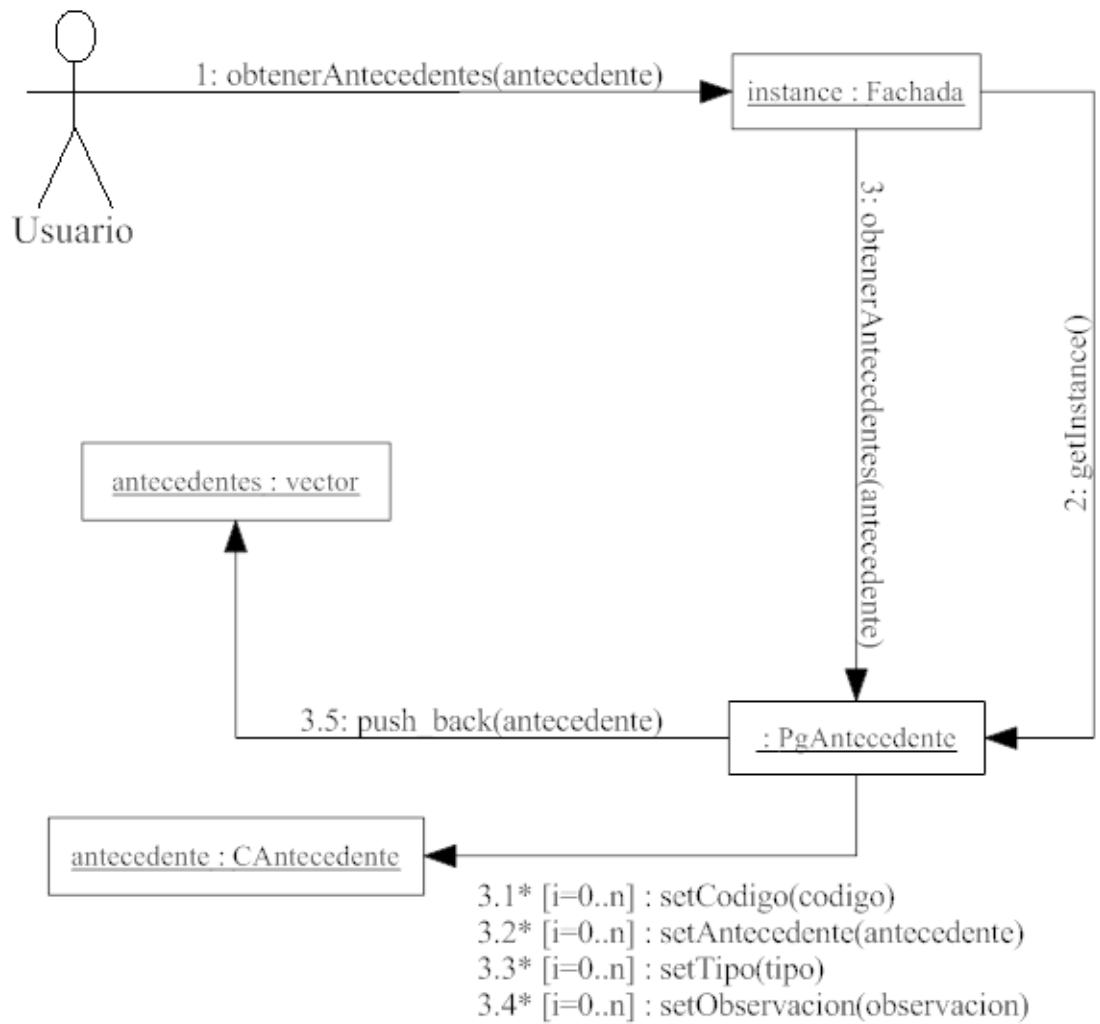 1: obtenerAntecedentes(antecedente)
instance : Fachada
Usuario
3: obtenerAntecedentes(antecedente)
2: getInstance()
antecedentes : vector
3.5: push_back(antecedente)
: PgAntecedente
antecedente : CAntecedente
3.1* [i=0..n] : setCodigo(codigo)
3.2* [i=0..n] : setAntecedente(antecedente)
3.3* [i=0..n] : setTipo(tipo)
3.4* [i=0..n] : setObservacion(observacion)